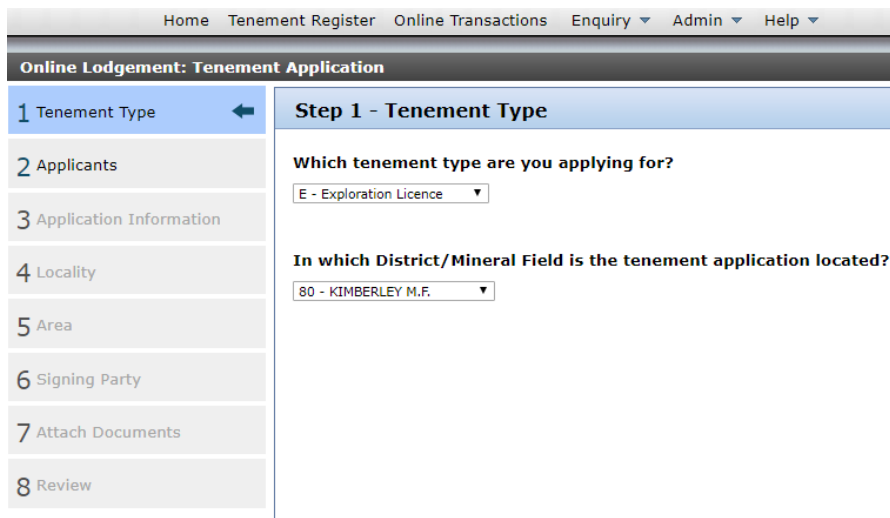 Home Tenement Register Online Transactions Enquiry Admin Help
Online Lodgement: Tenement Application
1 Tenement Type
2 Applicants
3 Application Information
4 Locality
5 Area
6 Signing Party
7 Attach Documents
8 Review
Step 1 - Tenement Type
Which tenement type are you applying for?
E - Exploration Licence
In which District/Mineral Field is the tenement application located?
80 - KIMBERLEY M.F.